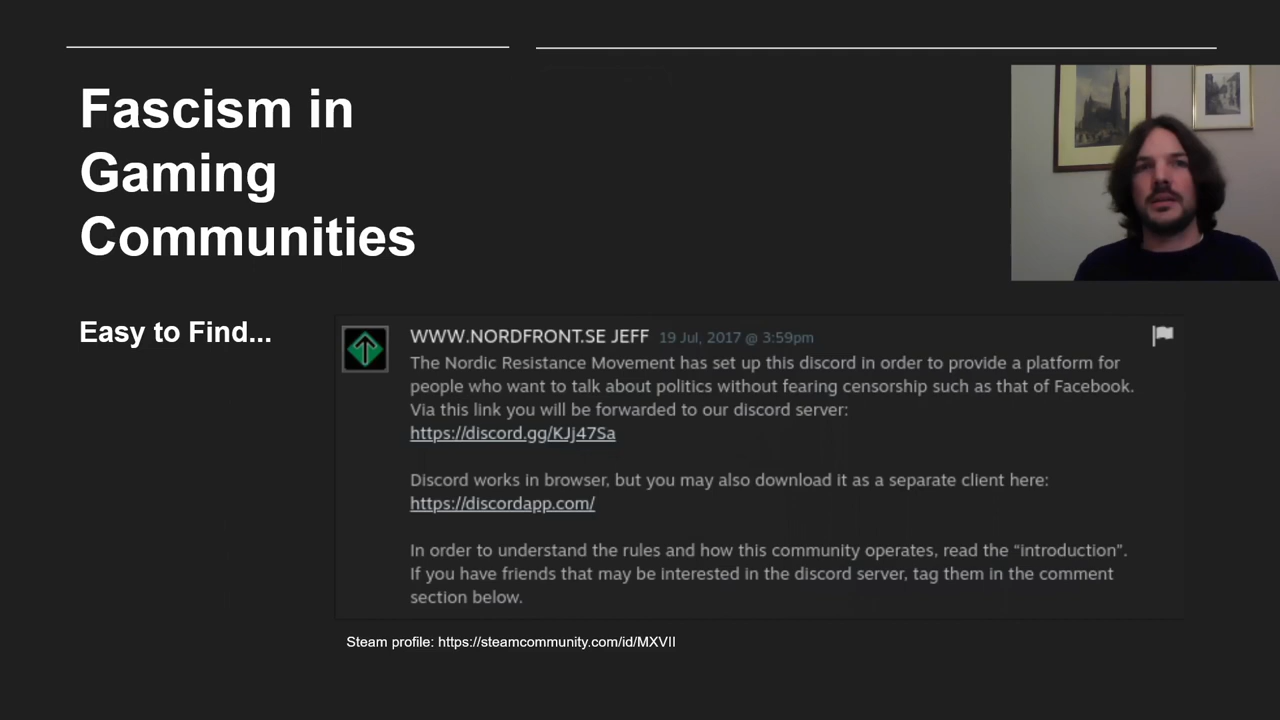 Fascism in
Gaming
Communities
Easy to Find...
WWW.NORDFRONT.SE JEFF 19 Jul, 2017 @ 3:59pm
The Nordic Resistance Movement has set up this discord in order to provide a platform for
people who want to talk about politics without fearing censorship such as that of Facebook.
Via this link you will be forwarded to our discord server:
https://discord.gg/KJj47Sa
Discord works in browser, but you may also download it as a separate client here:
https://discordapp.com/
In order to understand the rules and how this community operates, read the “introduction”.
If you have friends that may be interested in the discord server, tag them in the comment
section below.
Steam profile: https://steamcommunity.com/id/MXVII